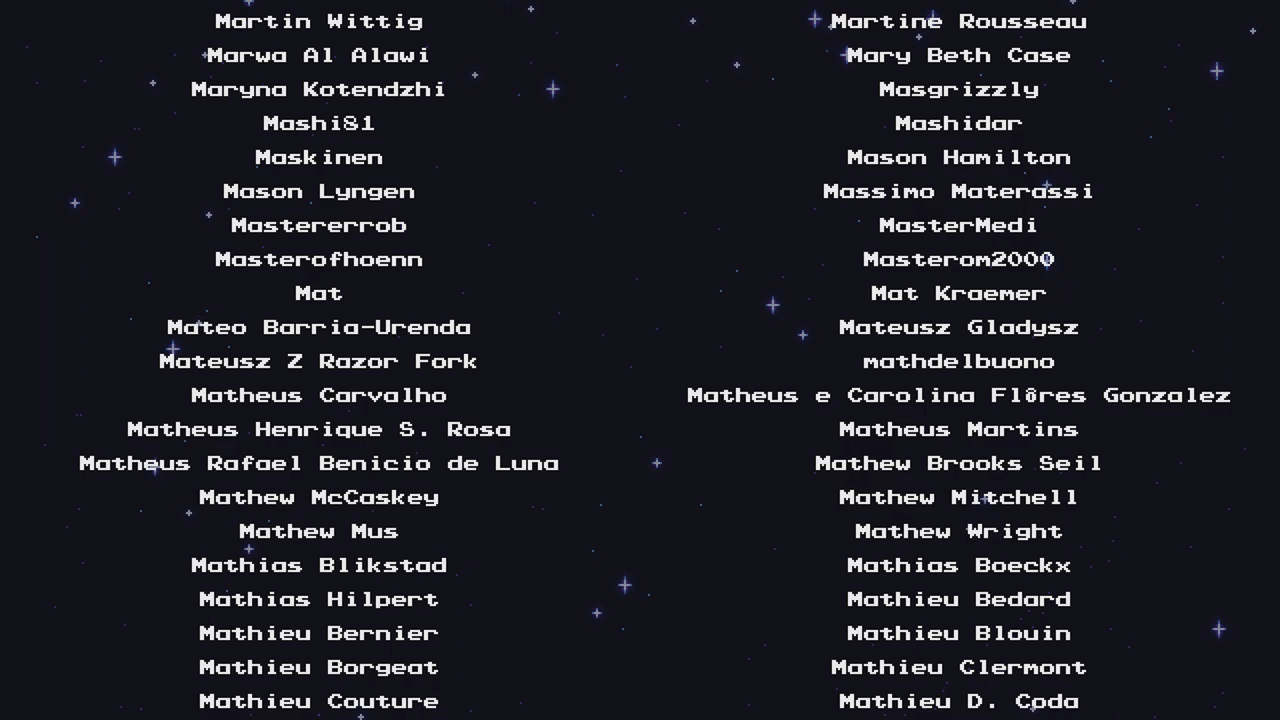 Martin Wittig
Martine Rousseau
Marwa Al Alawi
Mary Beth Case
Maryna Kotendzhi
Masgrizzly
Mashi81
Mashidar
Maskinen
Mason Hamilton
Mason Lyngen
Massimo Materassi
Mastererrob
MasterMedi
Masterofhoenn
Masterom2000
Mat
Mat Kraemer
Mateo Barria-Urenda
Mateusz Gladysz
Mateusz Z Razor Fork
mathdelbuono
Matheus Carvalho
Matheus e Carolina Flôres Gonzalez
Matheus Henrique S. Rosa
Matheus Martins
Matheus Rafael Benicio de Luna
Mathew Brooks Seil
Mathew McCaskey
Mathew Mitchell
Mathew Mus
Mathew Wright
Mathias Blikstad
Mathias Boeckx
Mathias Hilpert
Mathieu Bedard
Mathieu Bernier
Mathieu Blouin
Mathieu Borgeat
Mathieu Clermont
Mathieu Couture
Mathieu D. Coda